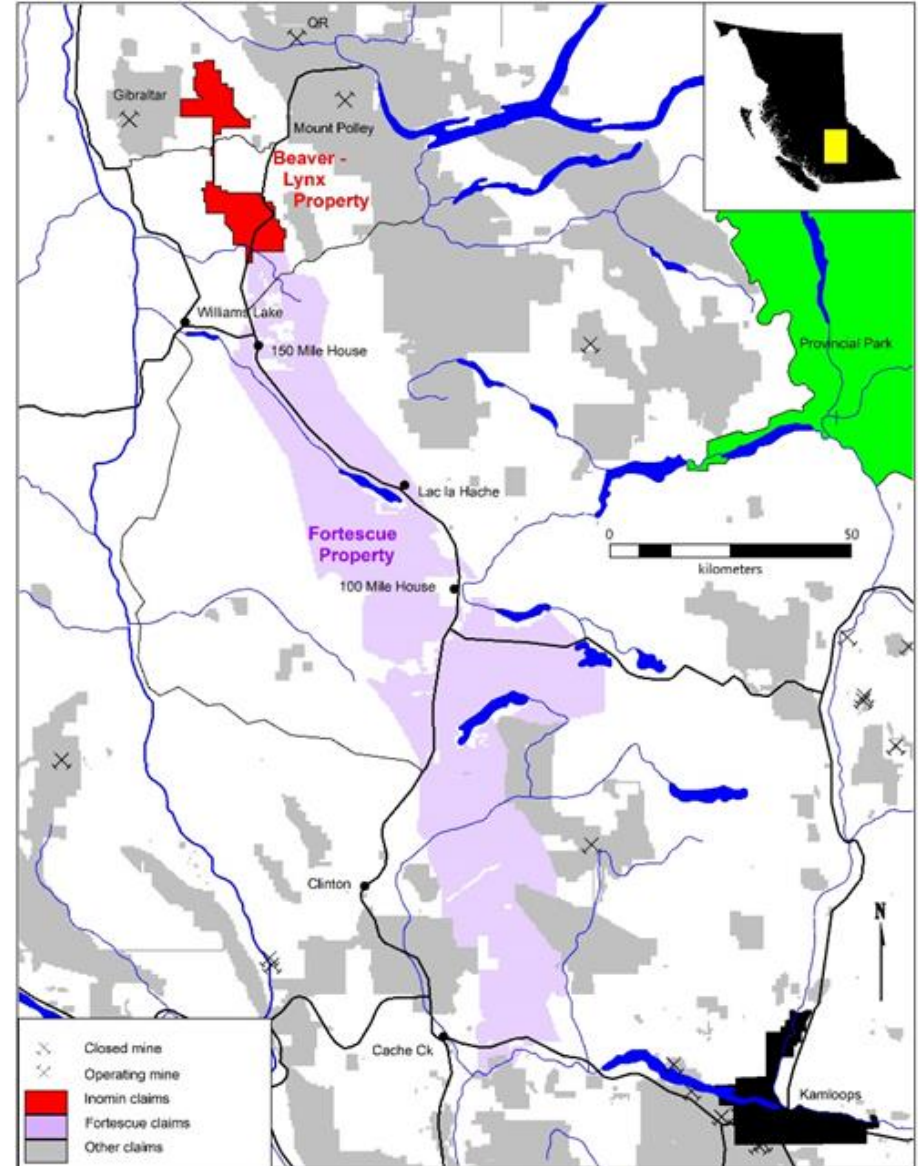 QR
Gibraltar
Mount Polley
Beaver -
Lynx
Property
Williams Lake
150 Mile House
Provincial Park
Lac la Hache
Fortescue
Property
0 50
kilometers
100 Mile House
Clinton
N
Cache Ck
Kamloops
Closed mine
Operating mine
Inomin claims
Fortescue claims
Other claims